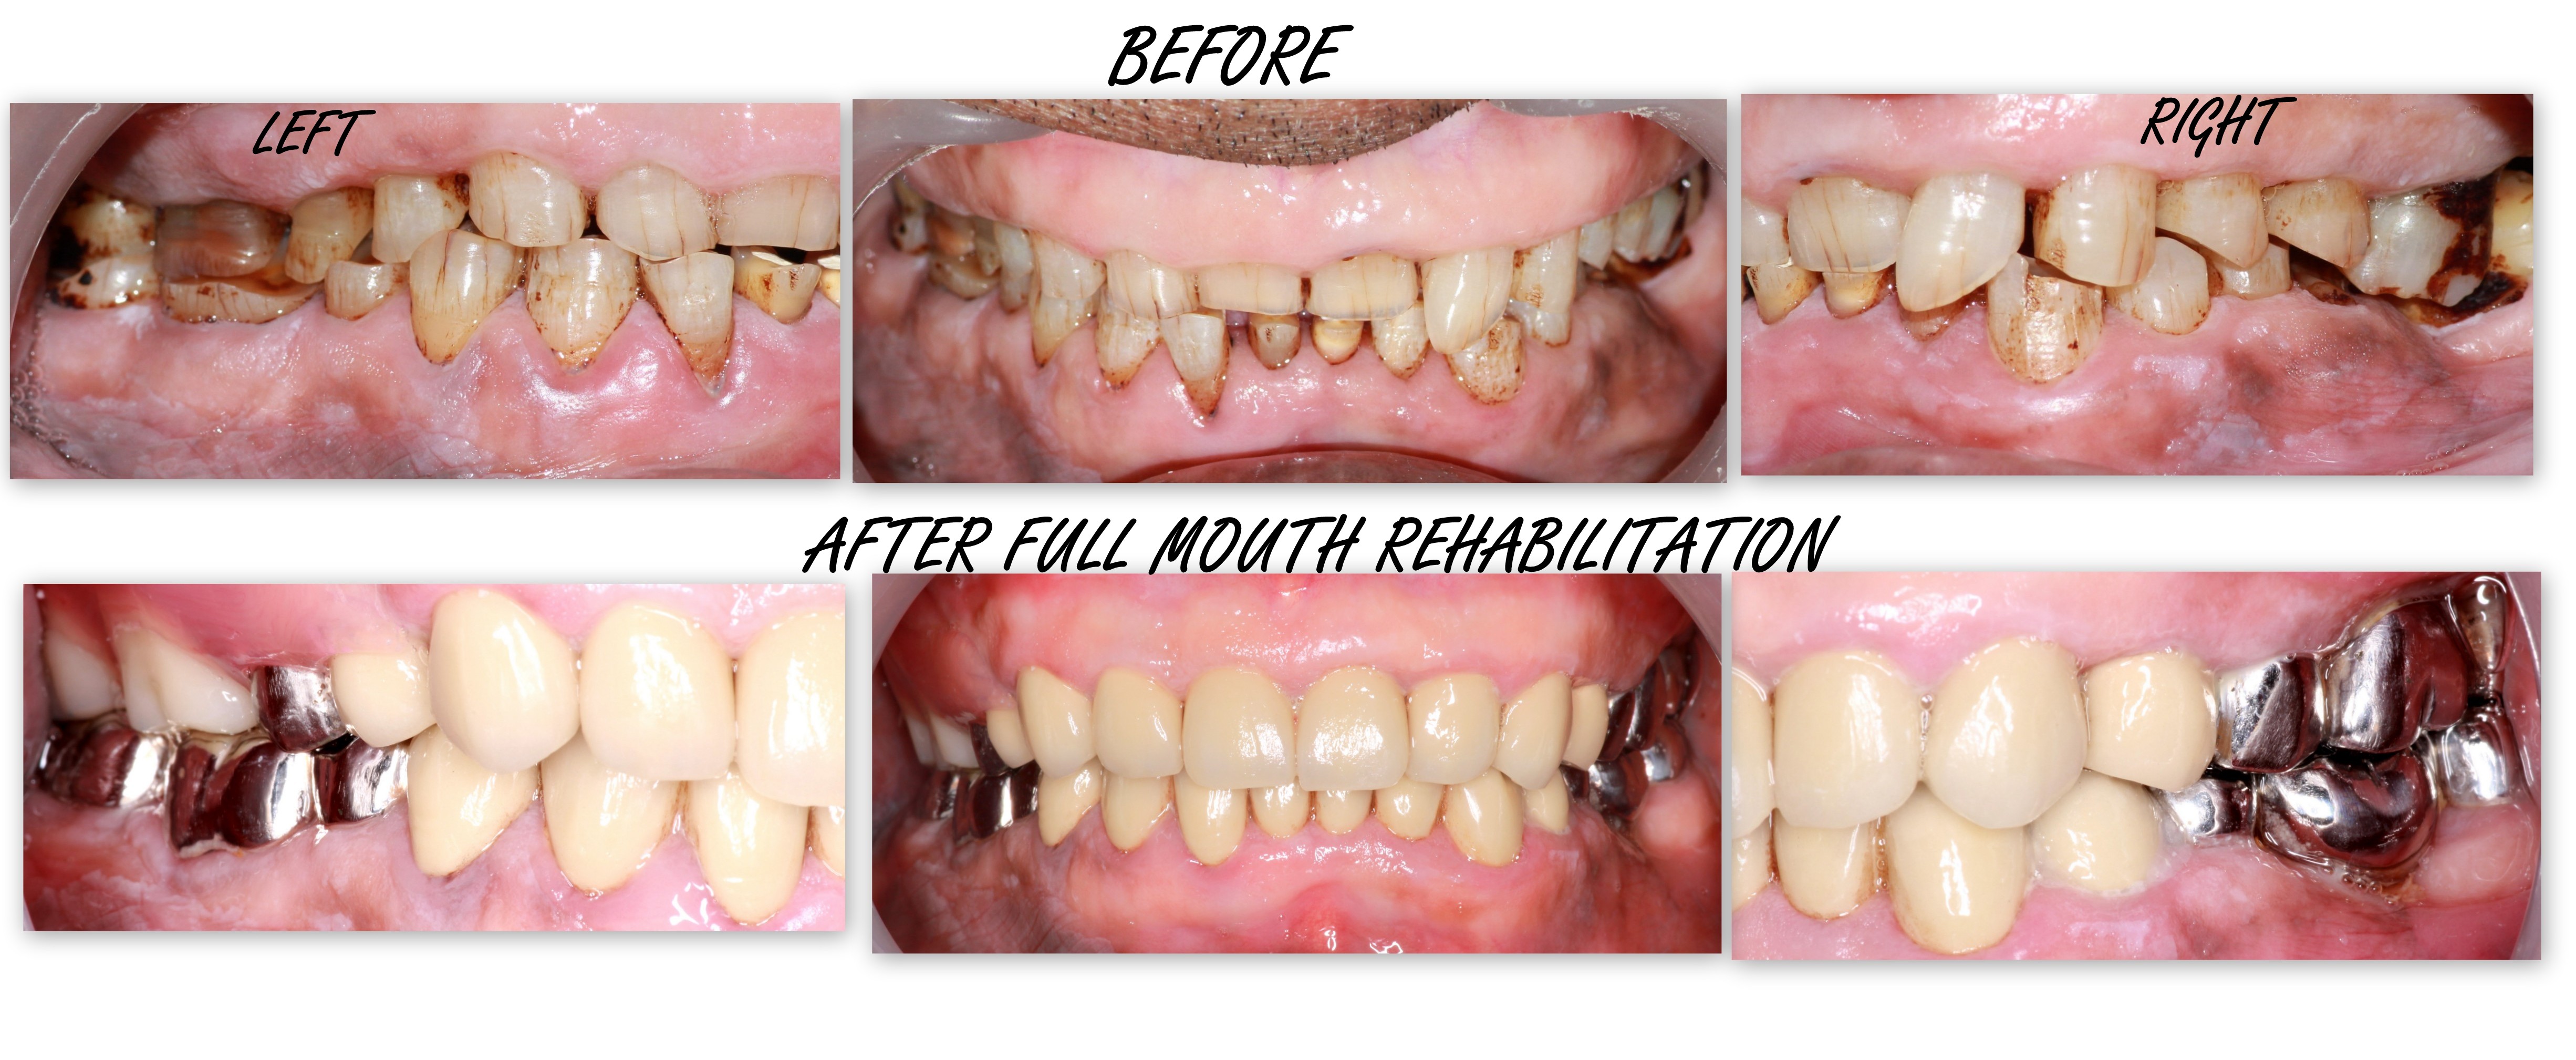 BEFORE
LEFT
RIGHT
AFTER FULL MOUTH REHABILITATION